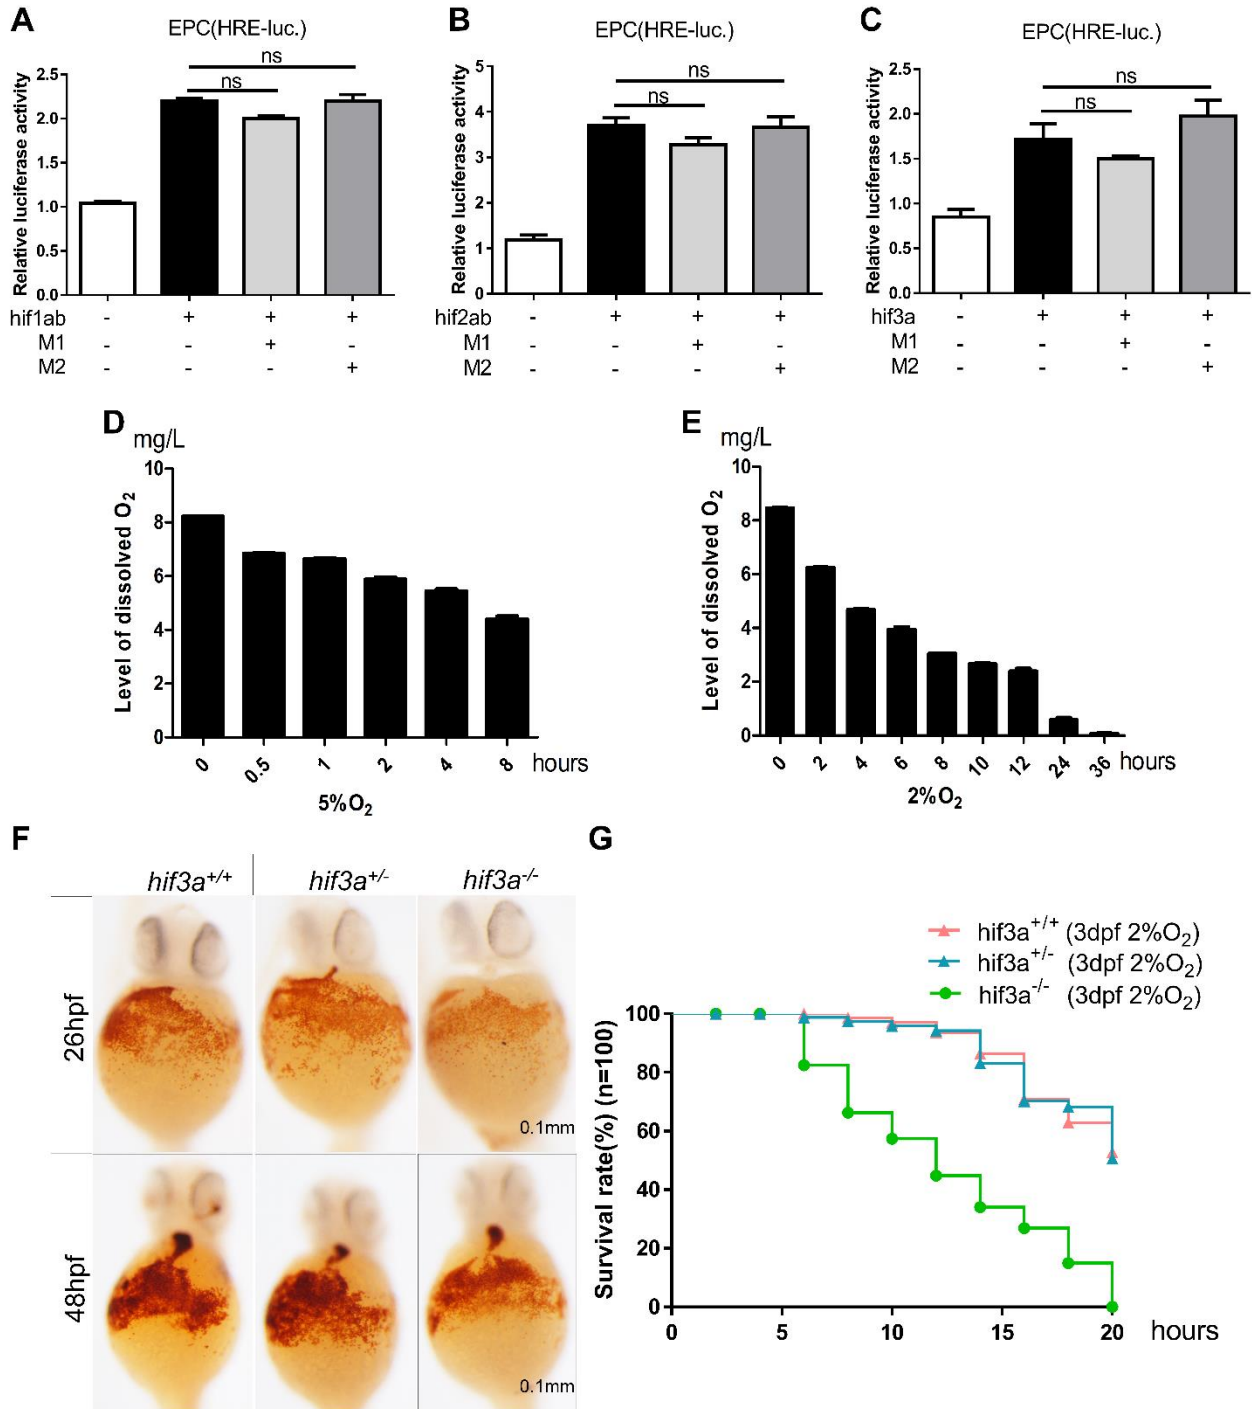 A
EPC(HRE-luc.)
Relative luciferase activity
2.5
2.0
1.5
1.0
0.5
0.0
ns
ns
hif1ab - + + +
M1 - - + -
M2 - - - +
B
EPC(HRE-luc.)
Relative luciferase activity
5
4
3
2
1
0
ns
ns
hif2ab - + + +
M1 - - + -
M2 - - - +
C
EPC(HRE-luc.)
Relative luciferase activity
2.5
2.0
1.5
1.0
0.5
0.0
ns
ns
hif3a - + + +
M1 - - + -
M2 - - - +
D
mg/L
Level of dissolved O2
10
8
6
4
2
0
0 0.5 1 2 4 8 hours
5%O2
E
mg/L
Level of dissolved O2
10
8
6
4
2
0
0 2 4 6 8 10 12 24 36 hours
2%O2
F
hif3a+/+ hif3a+/- hif3a-/-
26hpf
0.1mm
48hpf
0.1mm
G
hif3a+/+ (3dpf 2%O2)
hif3a+/- (3dpf 2%O2)
hif3a-/- (3dpf 2%O2)
Survival rate(%) (n=100)
100
80
60
40
20
0
0 5 10 15 20 hours